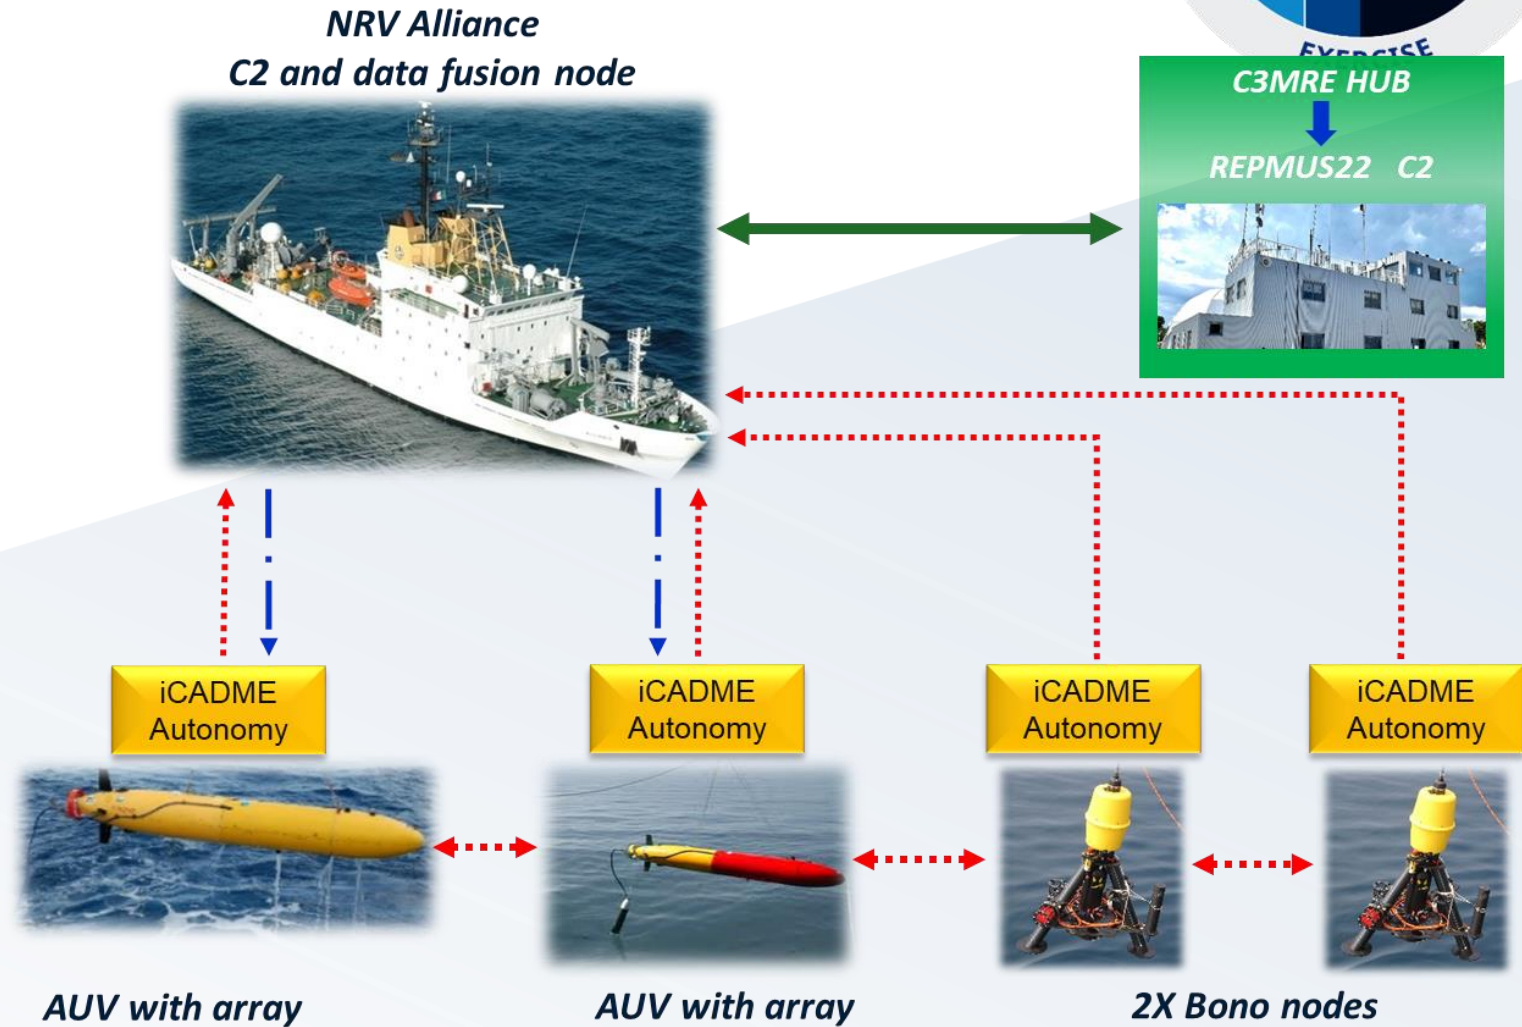 NRV Alliance
C2 and data fusion node
EXERCISE
C3MRE HUB
REPMUS22 C2
iCADME
Autonomy
iCADME
Autonomy
iCADME
Autonomy
iCADME
Autonomy
AUV with array
AUV with array
2X Bono nodes